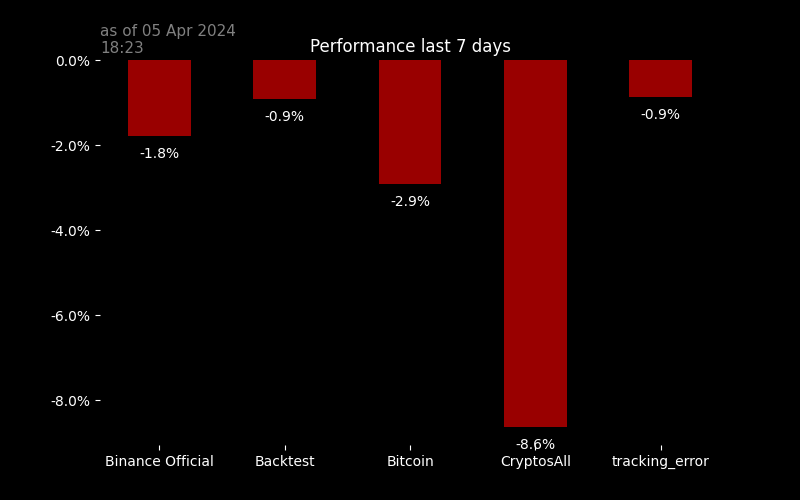 as of 05 Apr 2024
18:23
Performance last 7 days
0.0%
-2.0%
-4.0%
-6.0%
-8.0%
-1.8%
-0.9%
-2.9%
-8.6%
-0.9%
Binance Official
Backtest
Bitcoin
CryptosAll
tracking_error